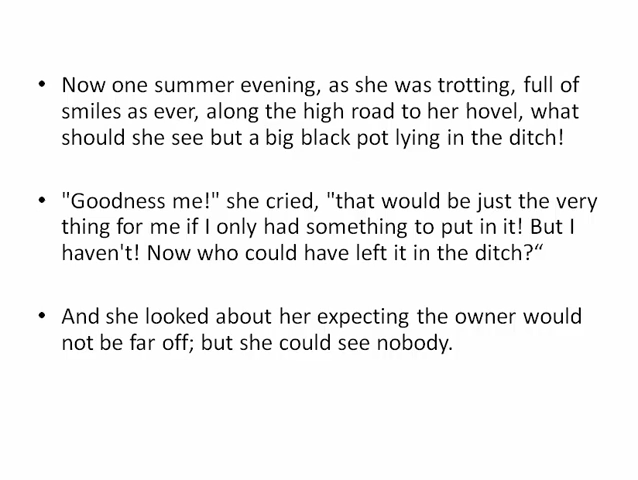 • Now one summer evening, as she was trotting, full of
smiles as ever, along the high road to her hovel, what
should she see but a big black pot lying in the ditch!
• "Goodness me!" she cried, "that would be just the very
thing for me if I only had something to put in it! But I
haven't! Now who could have left it in the ditch?“
• And she looked about her expecting the owner would
not be far off; but she could see nobody.